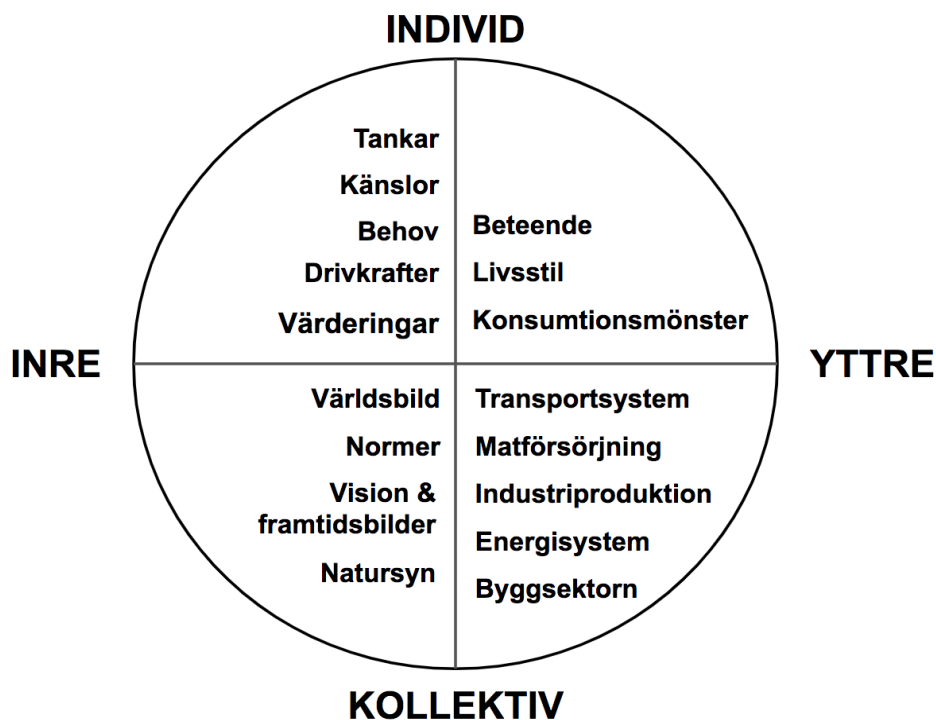 INDIVID
Tankar
Känslor
Behov
Drivkrafter
Värderingar
Beteende
Livsstil
Konsumtionsmönster
INRE
YTTRE
Världsbild
Normer
Vision &
framtidsbilder
Natursyn
Transportsystem
Matförsörjning
Industriproduktion
Energisystem
Byggsektorn
KOLLEKTIV